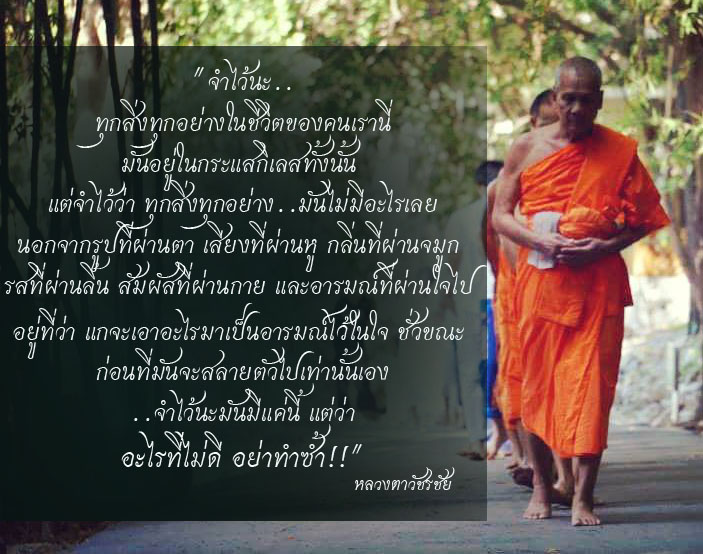 "จำไว้นะ..
ทุกสิ่งทุกอย่างในชีวิตของคนเรานี่
มันอยู่ในกระแสกิเลสทั้งนั้น
แต่จำไว้ว่า ทุกสิ่งทุกอย่าง..มันไม่มีอะไรเลย
นอกจากรูปที่ผ่านตา เสียงที่ผ่านหู กลิ่นที่ผ่านจมูก
รสที่ผ่านลิ้น สัมผัสที่ผ่านกาย และอารมณ์ที่ผ่านใจไป
อยู่ที่ว่า แกจะเอาอะไรมาเป็นอารมณ์ไว้ในใจ ชั่วขณะ
ก่อนที่มันจะสลายตัวไปเท่านั้นเอง
..จำไว้นะมันมีแค่นี้ แต่ว่า
อะไรที่ไม่ดี อย่าทำซ้ำ!!"
หลวงตาวัชรชัย